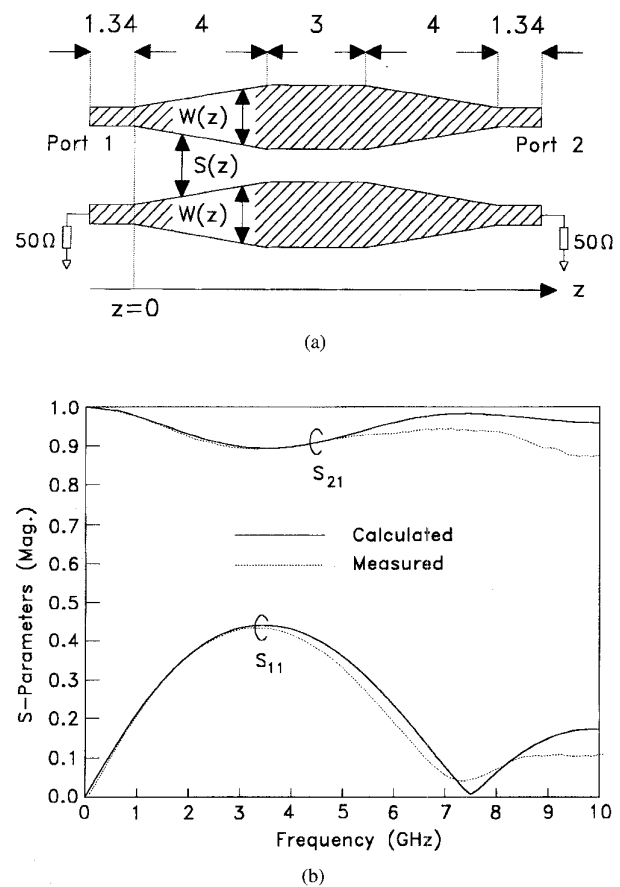 1.34 4 3 4 1.34
W(z)
Port 1 Port 2
S(z)
W(z)
50Ω 50Ω
z
z=0
(a)
1.0
0.9
S21
0.8
0.7
Calculated
0.6
Measured
0.5
0.4
S11
0.3
0.2
0.1
0.0
S-Parameters (Mag.)
0 1 2 3 4 5 6 7 8 9 10
Frequency (GHz)
(b)